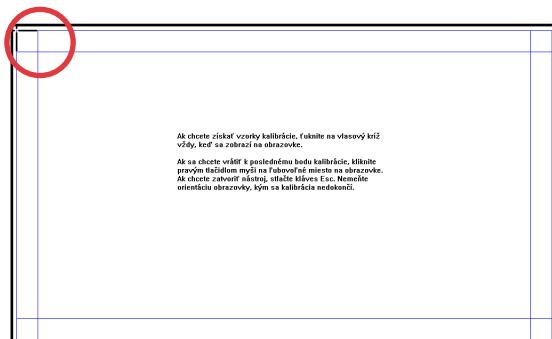 Ak chcete získať vzorky kalibrácie, ťuknite na vlasový kríž
vždy, keď sa zobrazí na obrazovke.
Ak sa chcete vrátiť k poslednému bodu kalibrácie, kliknite
pravým tlačidlom myši na ľubovoľné miesto na obrazovke.
Ak chcete zatvoriť nástroj, stlačte kláves Esc. Nemeňte
orientáciu obrazovky, kým sa kalibrácia nedokončí.